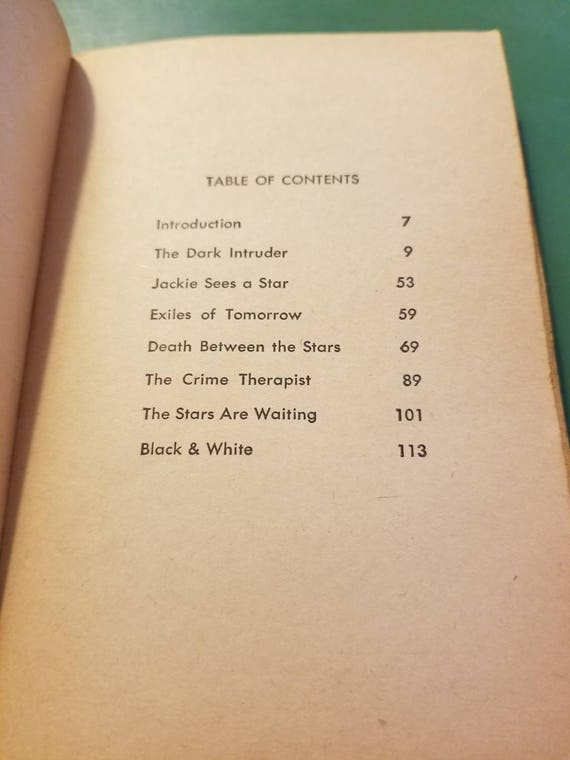 TABLE OF CONTENTS
Introduction 7
The Dark Intruder 9
Jackie Sees a Star 53
Exiles of Tomorrow 59
Death Between the Stars 69
The Crime Therapist 89
The Stars Are Waiting 101
Black & White 113